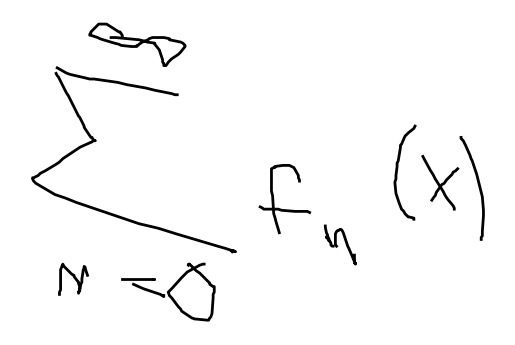 ∞
∑ f_n (x)
n = 0